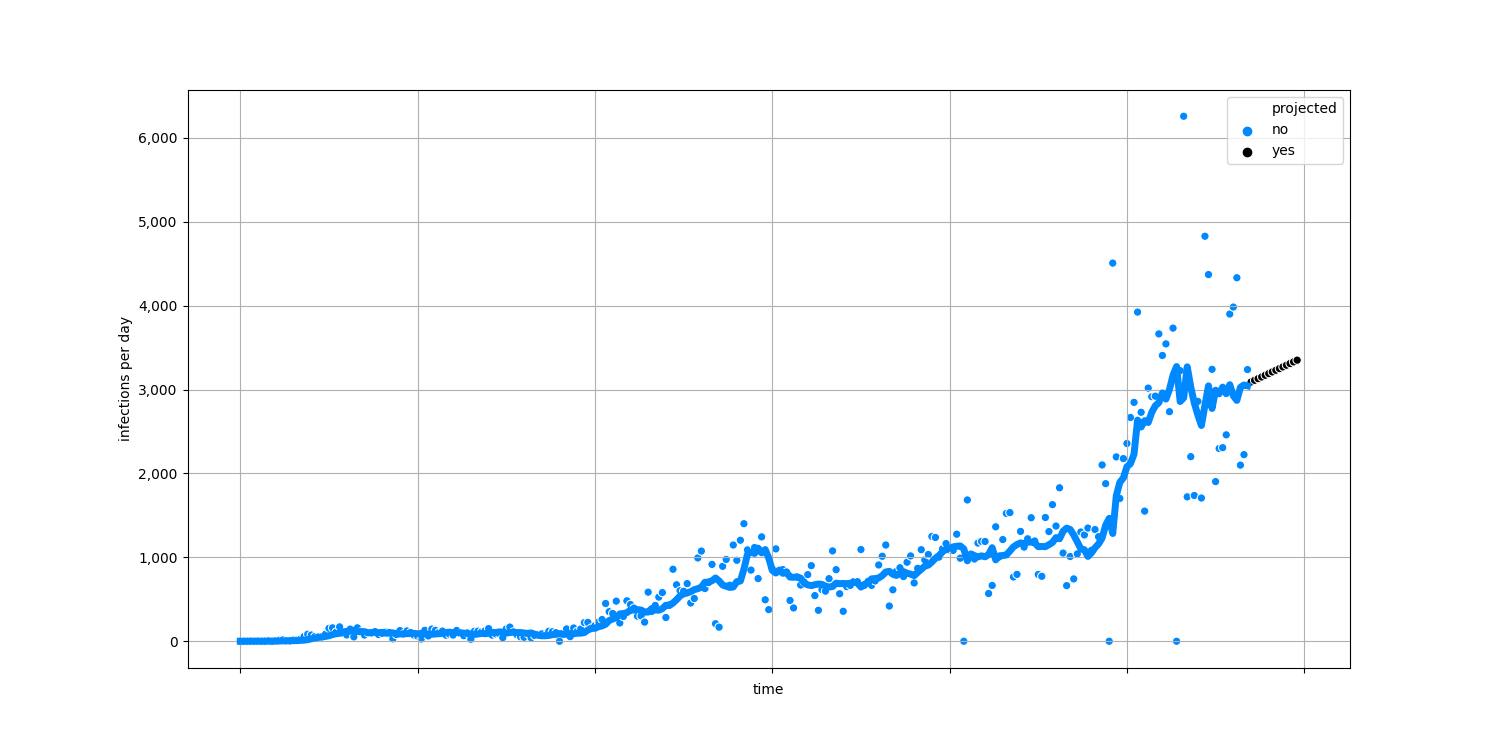 projected
no
yes
6,000
5,000
4,000
3,000
2,000
1,000
0
infections per day
time